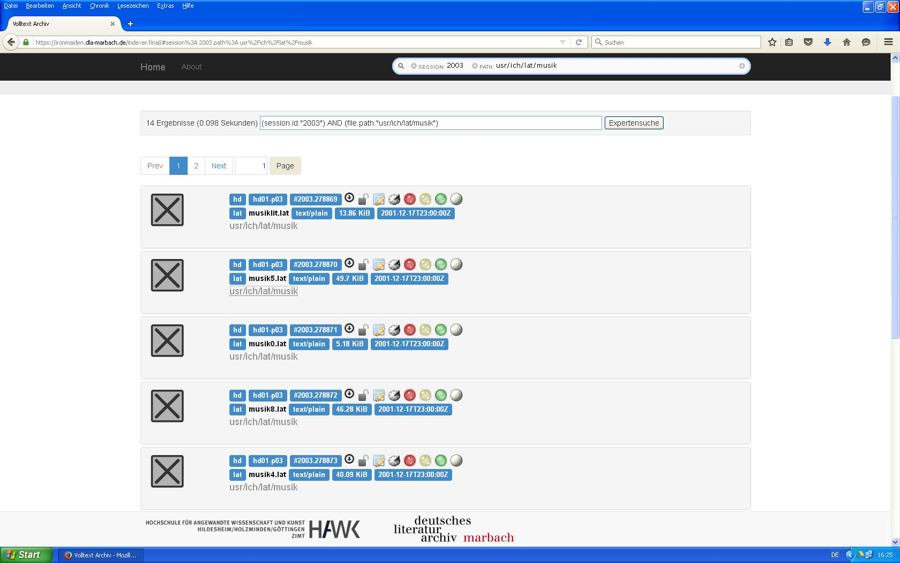 Datei Bearbeiten Ansicht Chronik Lesezeichen Extras Hilfe
Volltext Archiv
https://ironmaiden.dla-marbach.de/indexer.final/#session%3A 2003 path%3A usr%2Fich%2Flat%2Fmusik
Suchen
Home About SESSION: 2003 PATH: usr/ich/lat/musik
14 Ergebnisse (0.098 Sekunden) (session.id:"2003") AND (file.path:"usr/ich/lat/musik") Expertensuche
Prev 1 2 Next 1 Page
hd hd01-p03 #2003.278869
lat musiklit.lat text/plain 13.86 KiB 2001-12-17T23:00:00Z
usr/ich/lat/musik
hd hd01-p03 #2003.278870
lat musik5.lat text/plain 49.7 KiB 2001-12-17T23:00:00Z
usr/ich/lat/musik
hd hd01-p03 #2003.278871
lat musik0.lat text/plain 5.18 KiB 2001-12-17T23:00:00Z
usr/ich/lat/musik
hd hd01-p03 #2003.278872
lat musik8.lat text/plain 46.28 KiB 2001-12-17T23:00:00Z
usr/ich/lat/musik
hd hd01-p03 #2003.278873
lat musik4.lat text/plain 40.09 KiB 2001-12-17T23:00:00Z
usr/ich/lat/musik
HOCHSCHULE FÜR ANGEWANDTE WISSENSCHAFT UND KUNST
HILDESHEIM/HOLZMINDEN/GÖTTINGEN
ZIMT
HAWK
deutsches
literatur
archiv marbach
Start Volltext Archiv - Mozil... DE 16:25